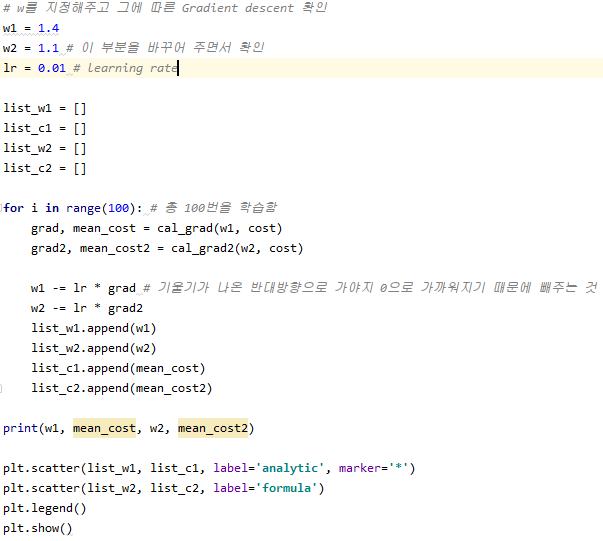 # w를 지정해주고 그에 따른 Gradient descent 확인
w1 = 1.4
w2 = 1.1 # 이 부분을 바꾸어 주면서 확인
lr = 0.01 # learning rate
list_w1 = []
list_c1 = []
list_w2 = []
list_c2 = []
for i in range(100): # 총 100번을 학습함
    grad, mean_cost = cal_grad(w1, cost)
    grad2, mean_cost2 = cal_grad2(w2, cost)
    w1 -= lr * grad # 기울기가 나온 반대방향으로 가야지 0으로 가까워지기 때문에 빼주는 것
    w2 -= lr * grad2
    list_w1.append(w1)
    list_w2.append(w2)
    list_c1.append(mean_cost)
    list_c2.append(mean_cost2)
print(w1, mean_cost, w2, mean_cost2)
plt.scatter(list_w1, list_c1, label='analytic', marker='*')
plt.scatter(list_w2, list_c2, label='formula')
plt.legend()
plt.show()